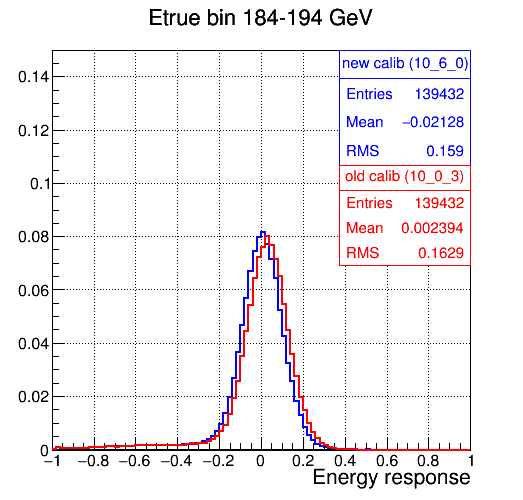 Etrue bin 184-194 GeV
new calib (10_6_0)
Entries 139432
Mean −0.02128
RMS 0.159
old calib (10_0_3)
Entries 139432
Mean 0.002394
RMS 0.1629
0.14
0.12
0.1
0.08
0.06
0.04
0.02
0
−1 −0.8 −0.6 −0.4 −0.2 0 0.2 0.4 0.6 0.8 1
Energy response